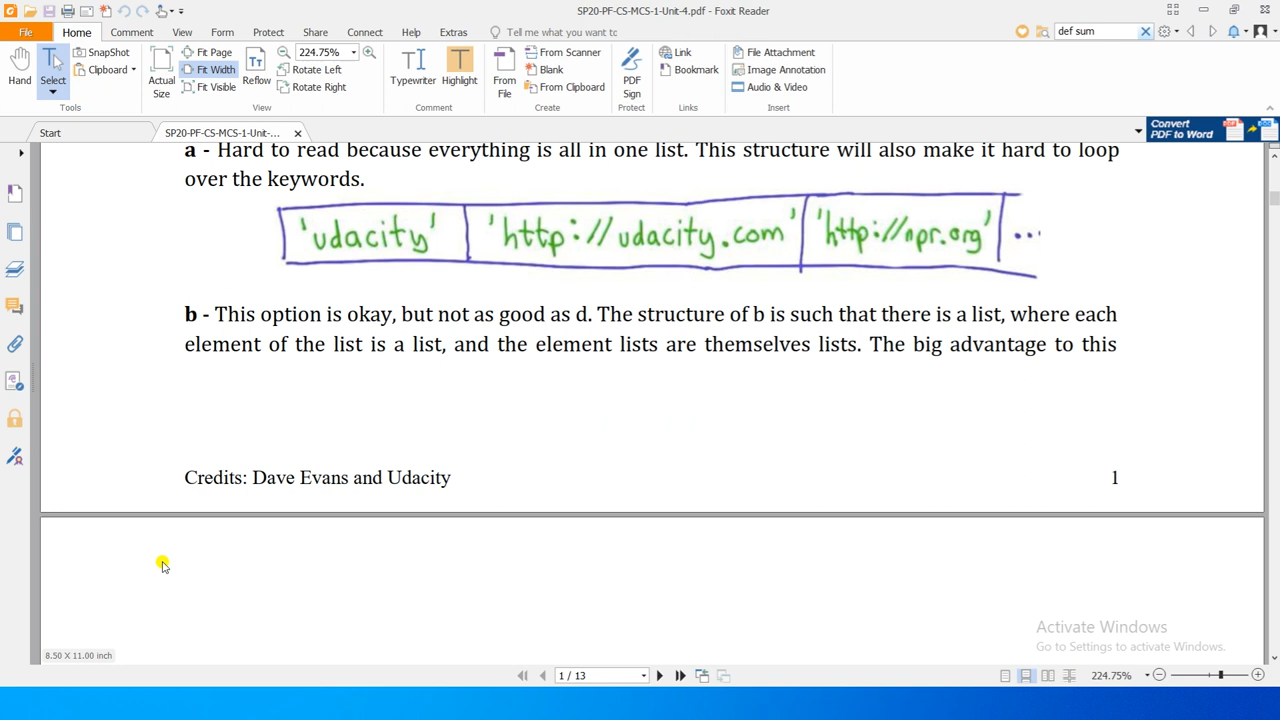 SP20-PF-CS-MCS-1-Unit-4.pdf - Foxit Reader
File Home Comment View Form Protect Share Connect Help Extras Tell me what you want tc def sum
SnapShot Fit Page 224.75% From Scanner Link File Attachment
Clipboard Fit Width Rotate Left Blank Bookmark Image Annotation
Hand Select Actual Size Fit Visible Reflow Rotate Right Typewriter Highlight From File From Clipboard PDF Sign Audio & Video
Tools View Comment Create Protect Links Insert
Start SP20-PF-CS-MCS-1-Unit-... Convert PDF to Word
a - Hard to read because everything is all in one list. This structure will also make it hard to loop
over the keywords.
'udacity' 'http://udacity.com' 'http://npr.org' ...
b - This option is okay, but not as good as d. The structure of b is such that there is a list, where each
element of the list is a list, and the element lists are themselves lists. The big advantage to this
Credits: Dave Evans and Udacity 1
Activate Windows
Go to Settings to activate Windows.
8.50 X 11.00 inch
1 / 13 224.75%